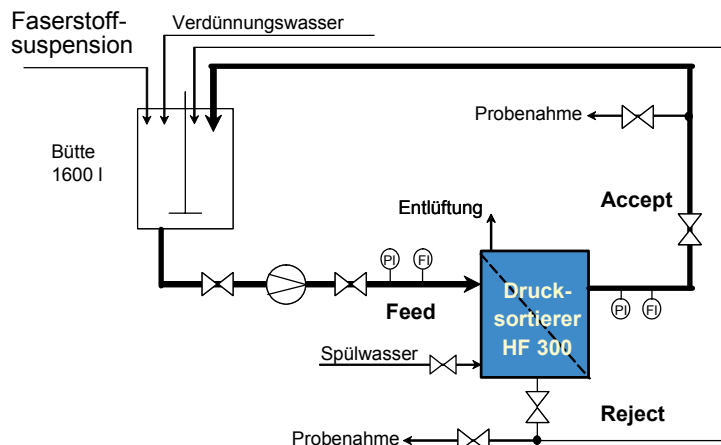 Faserstoff-
suspension
Verdünnungswasser
Bütte
1600 l
Probenahme
Accept
Entlüftung
PI
FI
Feed
Druck-
sortierer
HF 300
PI
FI
Spülwasser
Reject
Probenahme